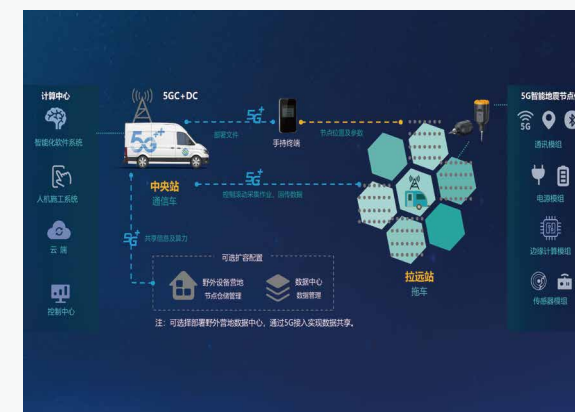 计算中心
智能化软件系统
人机施工系统
云 端
控制中心
5GC+DC
5G+
中央站
通信车
5G+
部署文件
手持终端
节点位置及参数
5G+
控制滚动采集作业、回传数据
5G+
共享信息及算力
可选扩容配置
野外设备营地
节点仓储管理
数据中心
数据管理
注：可选择部署野外营地数据中心，通过5G接入实现数据共享。
拉远站
拖车
5G智能地震节点
5G
通讯模组
电源模组
边缘计算模组
传感器模组